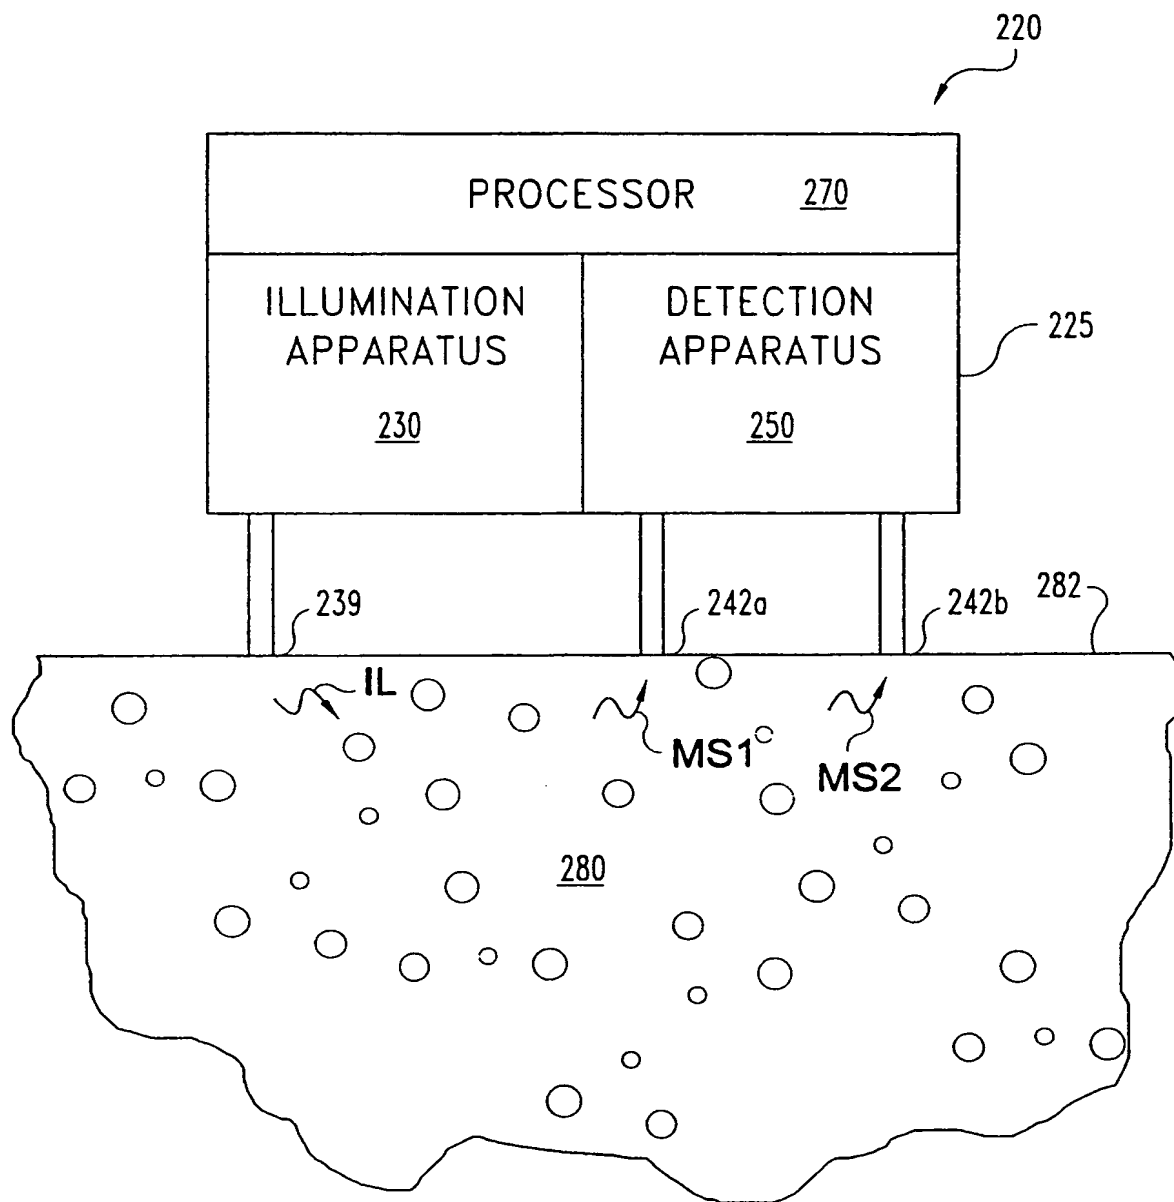 220
PROCESSOR 270
ILLUMINATION
APPARATUS
230
DETECTION
APPARATUS
250
225
239
242a
242b
282
IL
MS1
MS2
280